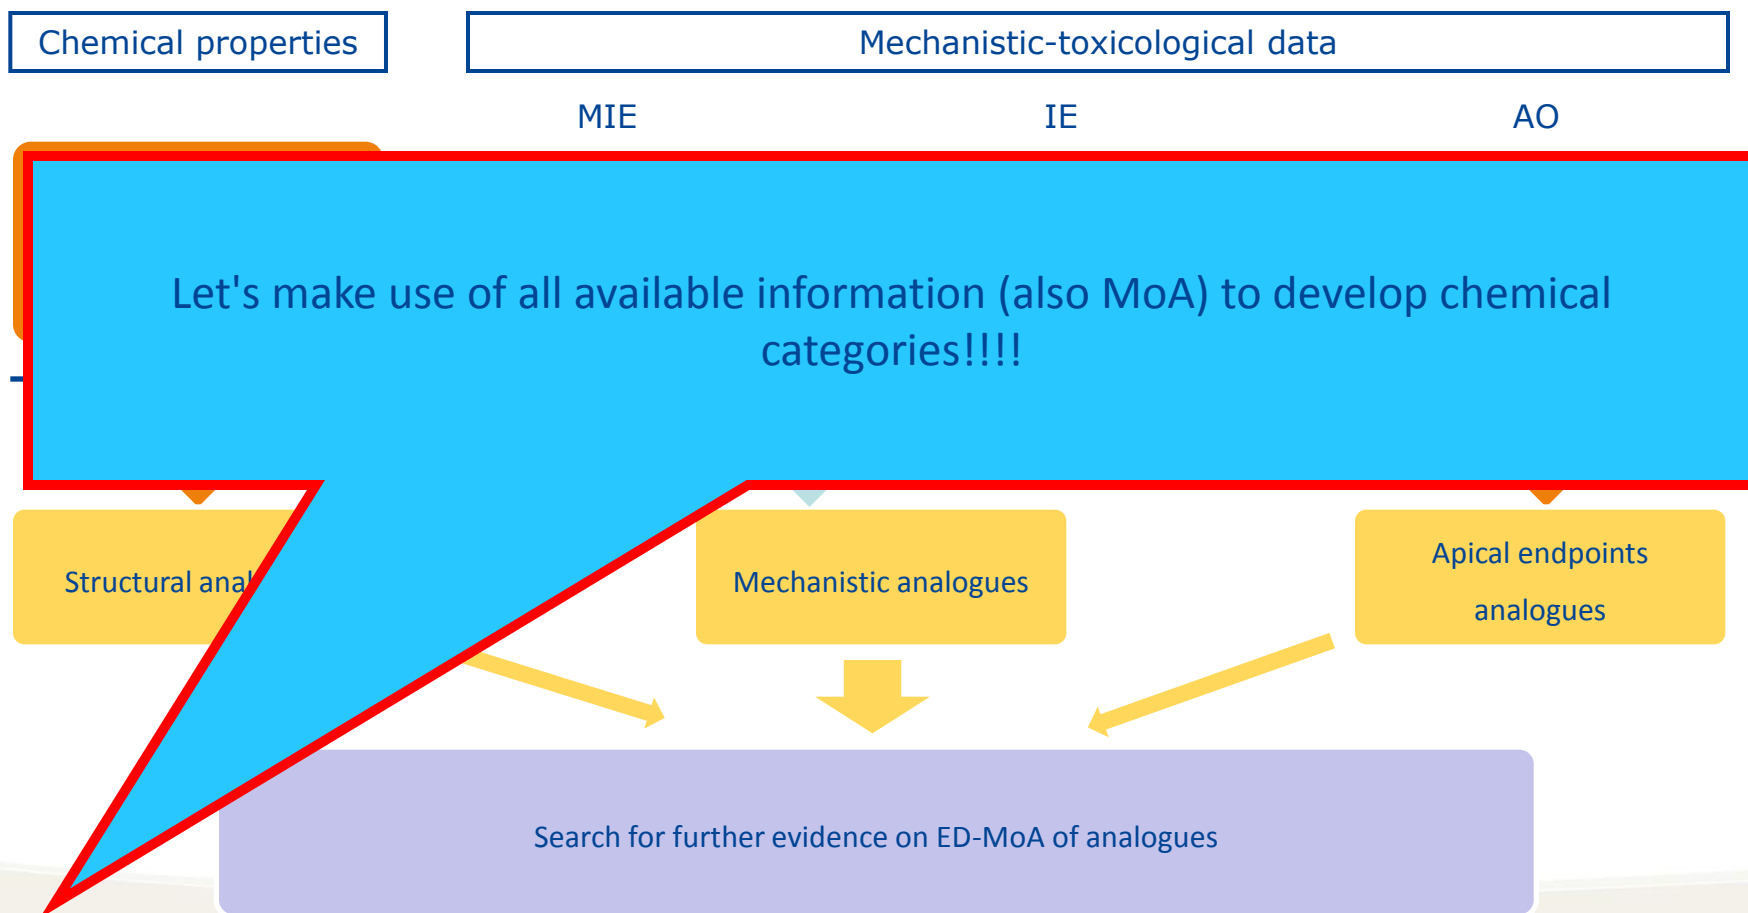 Chemical properties
Mechanistic-toxicological data
MIE
IE
AO
Let's make use of all available information (also MoA) to develop chemical
categories!!!!
Structural
Mechanistic analogues
Apical endpoints
analogues
Search for further evidence on ED-MoA of analogues